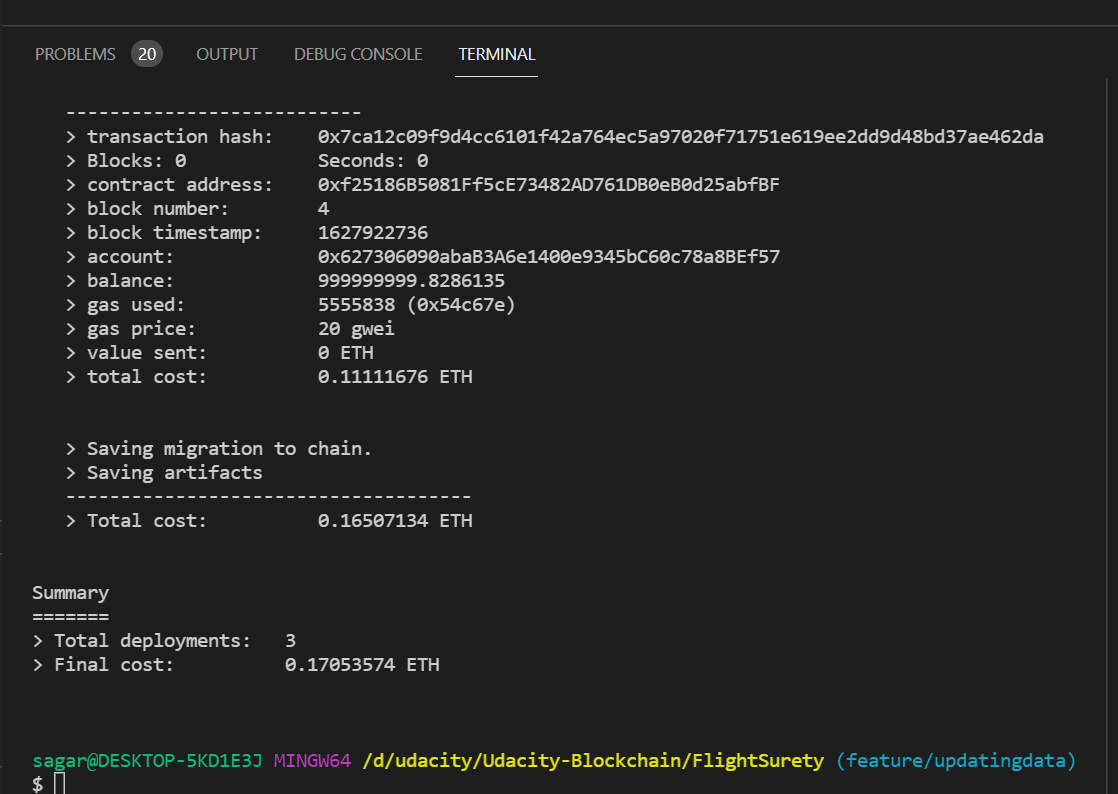 PROBLEMS 20 OUTPUT DEBUG CONSOLE TERMINAL
---------------------------
> transaction hash: 0x7ca12c09f9d4cc6101f42a764ec5a97020f71751e619ee2dd9d48bd37ae462da
> Blocks: 0 Seconds: 0
> contract address: 0xf25186B5081Ff5cE73482AD761DB0eB0d25abfBF
> block number: 4
> block timestamp: 1627922736
> account: 0x627306090abaB3A6e1400e9345bC60c78a8BEf57
> balance: 999999999.8286135
> gas used: 5555838 (0x54c67e)
> gas price: 20 gwei
> value sent: 0 ETH
> total cost: 0.11111676 ETH
> Saving migration to chain.
> Saving artifacts
-------------------------------------
> Total cost: 0.16507134 ETH
Summary
=======
> Total deployments: 3
> Final cost: 0.17053574 ETH
sagar@DESKTOP-5KD1E3J MINGW64 /d/udacity/Udacity-Blockchain/FlightSurety (feature/updatingdata)
$